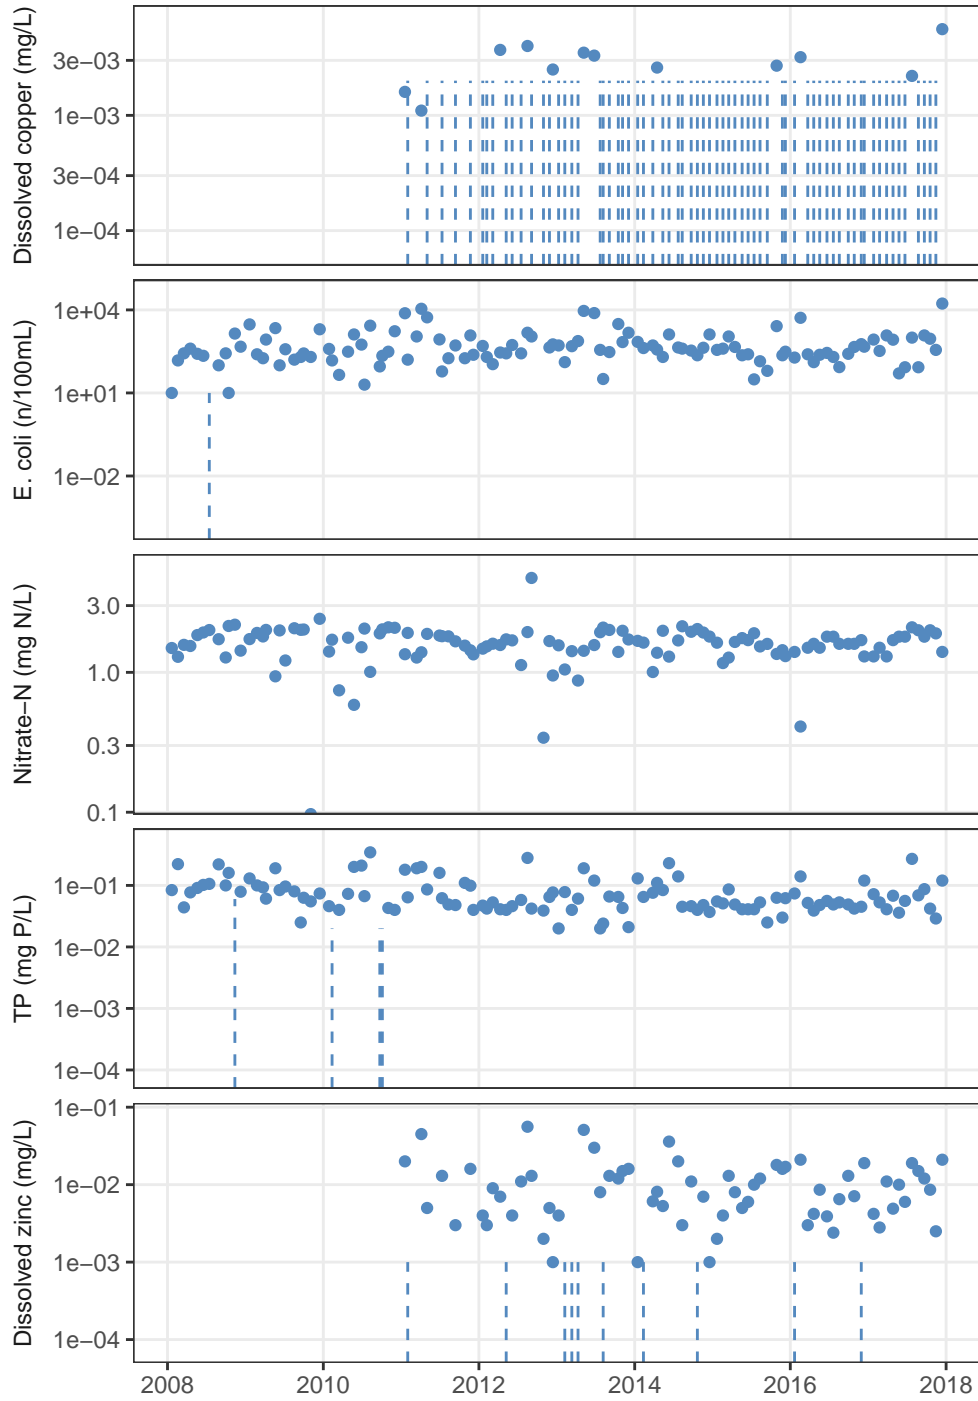 Dissolved copper (mg/L)
3e−03
1e−03
3e−04
1e−04
E. coli (n/100mL)
1e+04
1e+01
1e−02
Nitrate−N (mg N/L)
3.0
1.0
0.3
0.1
TP (mg P/L)
1e−01
1e−02
1e−03
1e−04
Dissolved zinc (mg/L)
1e−01
1e−02
1e−03
1e−04
2008 2010 2012 2014 2016 2018